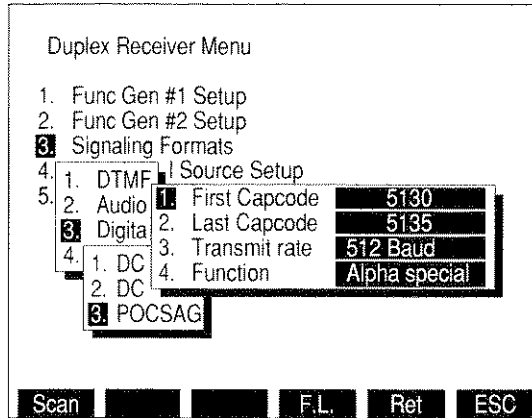 Duplex Receiver Menu
1. Func Gen #1 Setup
2. Func Gen #2 Setup
3. Signaling Formats
4. l Source Setup
5.
1. DTMF
2. Audio
3. Digita
4.
1. DC
2. DC
3. POCSAG
1. First Capcode 5130
2. Last Capcode 5135
3. Transmit rate 512 Baud
4. Function Alpha special
Scan F.L. Ret ESC